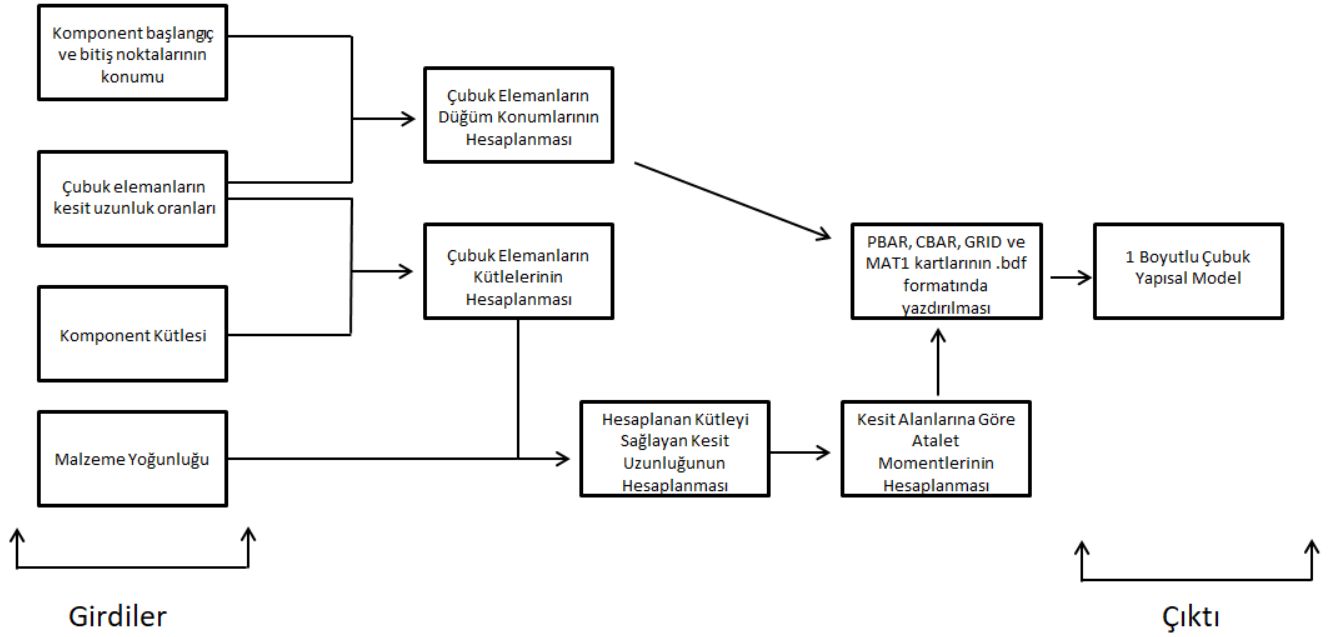 Komponent başlangıç
ve bitiş noktalarının
konumu
Çubuk elemanların
kesit uzunluk oranları
Komponent Kütlesi
Malzeme Yoğunluğu
Girdiler
Çubuk Elemanların
Düğüm Konumlarının
Hesaplanması
Çubuk Elemanların
Kütlelerinin
Hesaplanması
Hesaplanan Kütleyi
Sağlayan Kesit
Uzunluğunun
Hesaplanması
Kesit Alanlarına Göre
Atalet
Momentlerinin
Hesaplanması
PBAR, CBAR, GRID ve
MAT1 kartlarının .bdf
formatında
yazdırılması
1 Boyutlu Çubuk
Yapısal Model
Çıktı